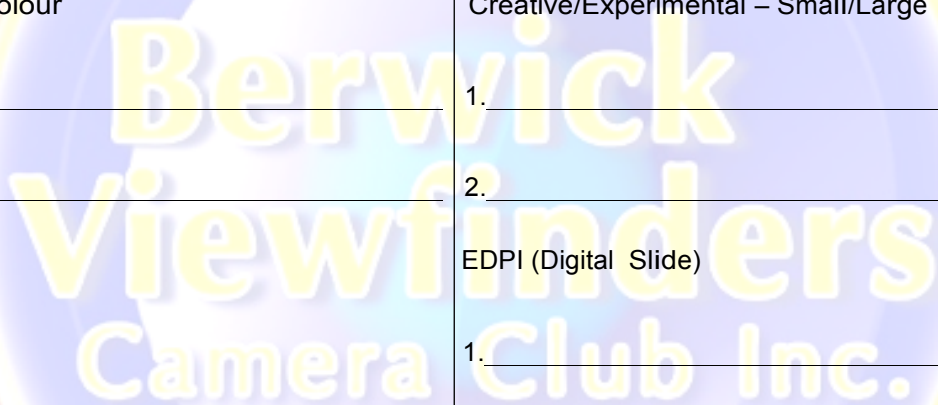 olour
Creative/Experimental – Small/Large
1.
2.
EDPI (Digital Slide)
1.
Berwick
Viewfinders
Camera Club Inc.